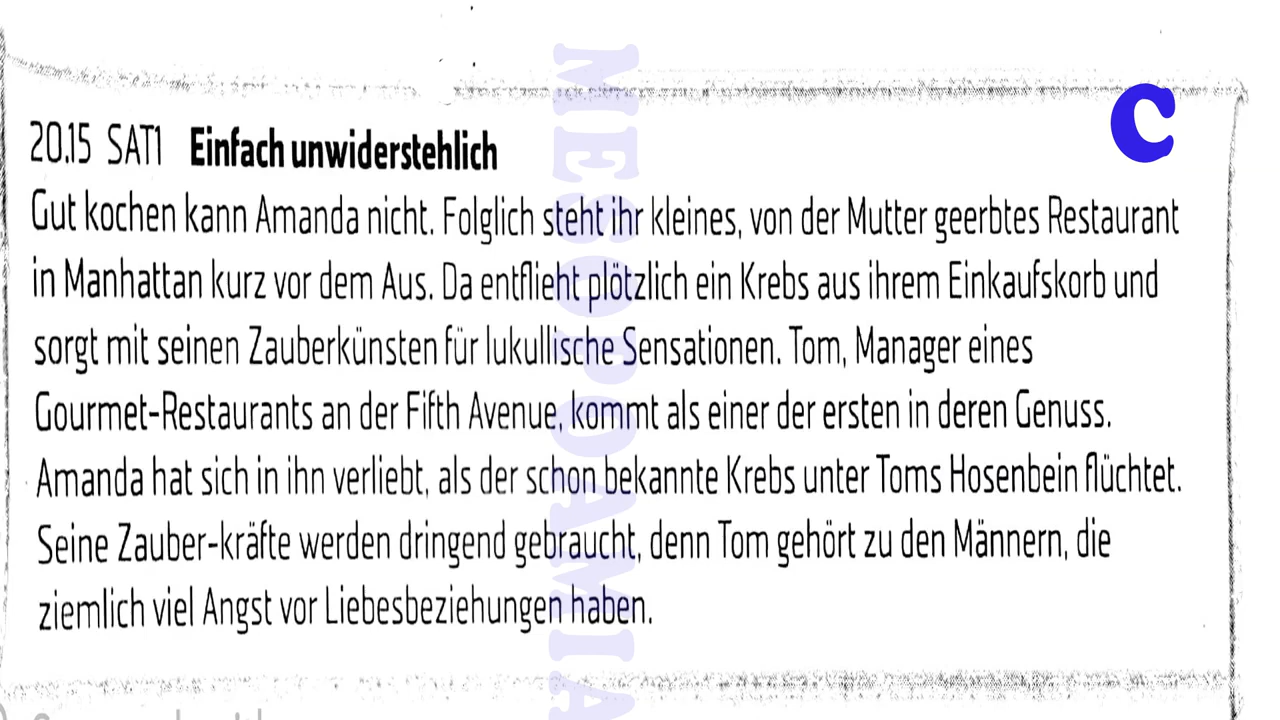 C
20.15 SAT1 Einfach unwiderstehlich
Gut kochen kann Amanda nicht. Folglich steht ihr kleines, von der Mutter geerbtes Restaurant
in Manhattan kurz vor dem Aus. Da entflieht plötzlich ein Krebs aus ihrem Einkaufskorb und
sorgt mit seinen Zauberkünsten für lukullische Sensationen. Tom, Manager eines
Gourmet-Restaurants an der Fifth Avenue, kommt als einer der ersten in deren Genuss.
Amanda hat sich in ihn verliebt, als der schon bekannte Krebs unter Toms Hosenbein flüchtet.
Seine Zauber-kräfte werden dringend gebraucht, denn Tom gehört zu den Männern, die
ziemlich viel Angst vor Liebesbeziehungen haben.
MESOPOAMIA